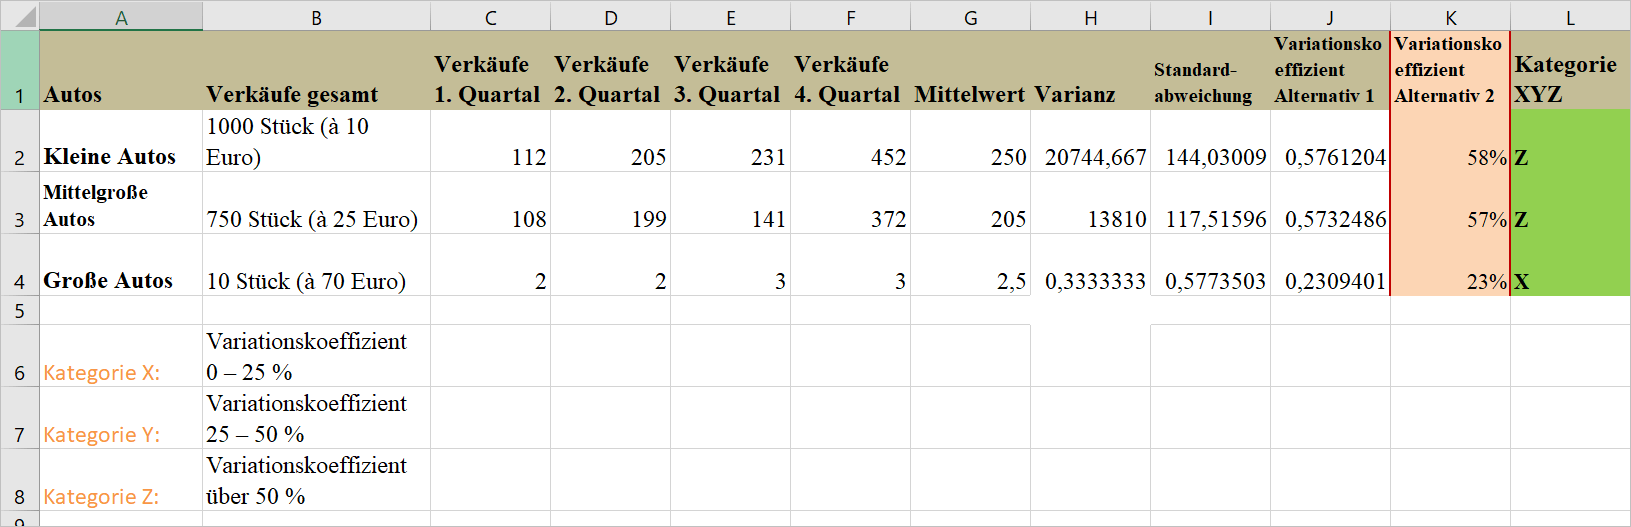 A B C D E F G H I J K L
1 Autos Verkäufe gesamt Verkäufe 1. Quartal Verkäufe 2. Quartal Verkäufe 3. Quartal Verkäufe 4. Quartal Mittelwert Varianz Standard-abweichung Variationskoeffizient Alternativ 1 Variationskoeffizient Alternativ 2 Kategorie XYZ
2 Kleine Autos 1000 Stück (à 10 Euro) 112 205 231 452 250 20744,667 144,03009 0,5761204 58% Z
3 Mittelgroße Autos 750 Stück (à 25 Euro) 108 199 141 372 205 13810 117,51596 0,5732486 57% Z
4 Große Autos 10 Stück (à 70 Euro) 2 2 3 3 2,5 0,3333333 0,5773503 0,2309401 23% X
5
6 Kategorie X: Variationskoeffizient 0 – 25 %
7 Kategorie Y: Variationskoeffizient 25 – 50 %
8 Kategorie Z: Variationskoeffizient über 50 %
9